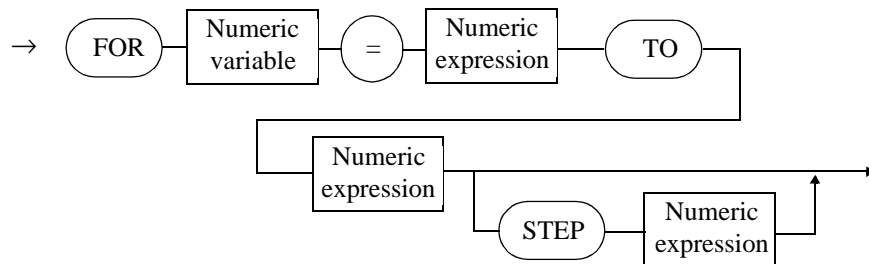 → FOR Numeric variable = Numeric expression TO
Numeric expression
STEP Numeric expression